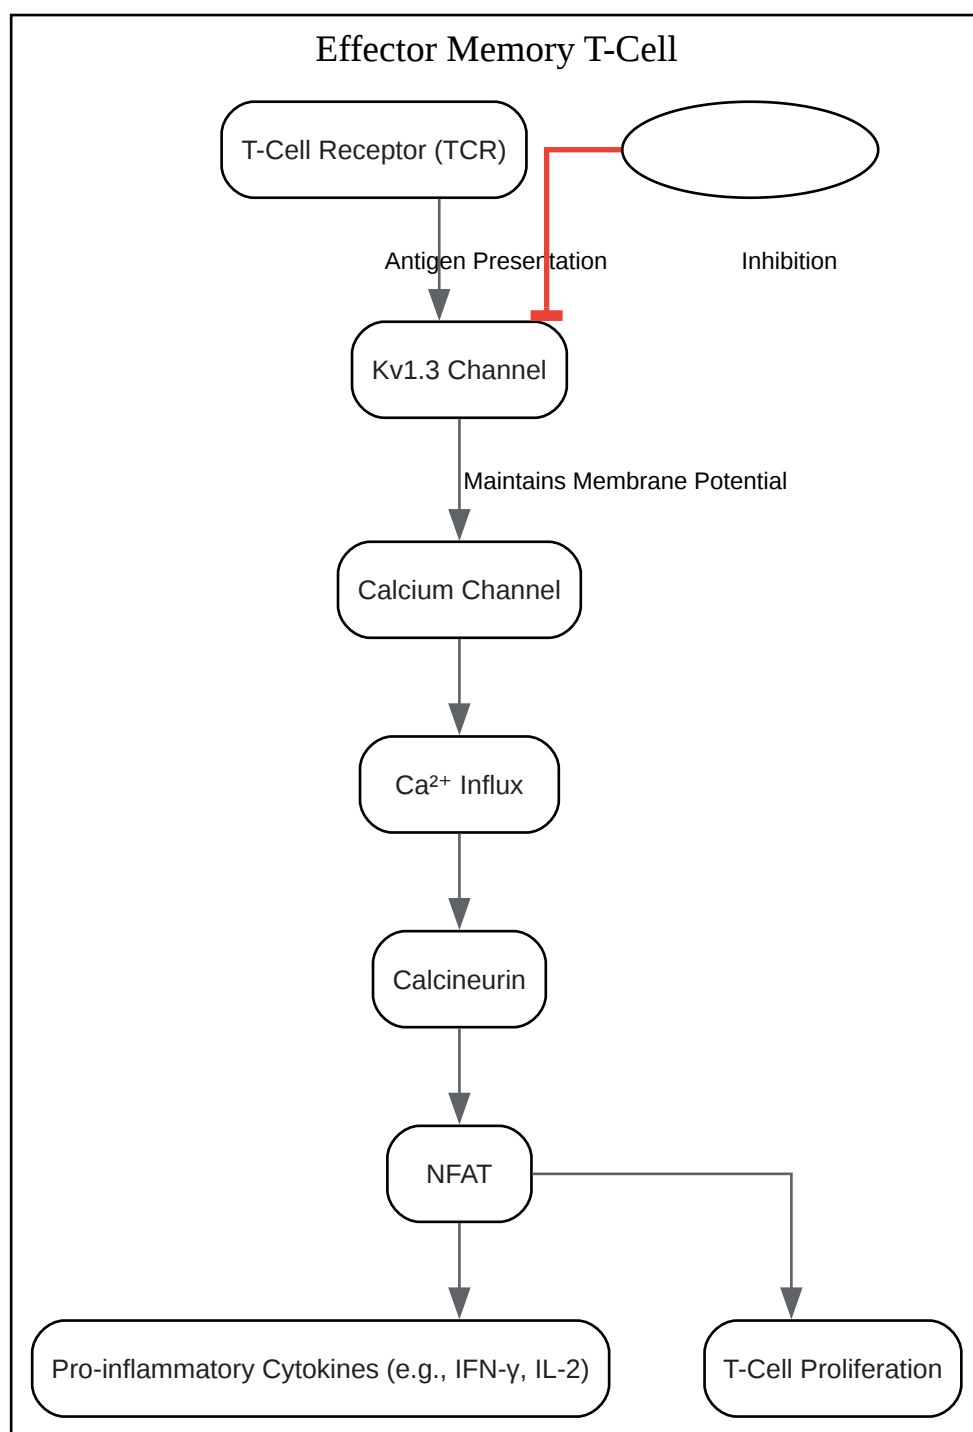 Effector Memory T-Cell
T-Cell Receptor (TCR)
Antigen Presentation
Inhibition
Kv1.3 Channel
Maintains Membrane Potential
Calcium Channel
Ca²⁺ Influx
Calcineurin
NFAT
Pro-inflammatory Cytokines (e.g., IFN-γ, IL-2)
T-Cell Proliferation